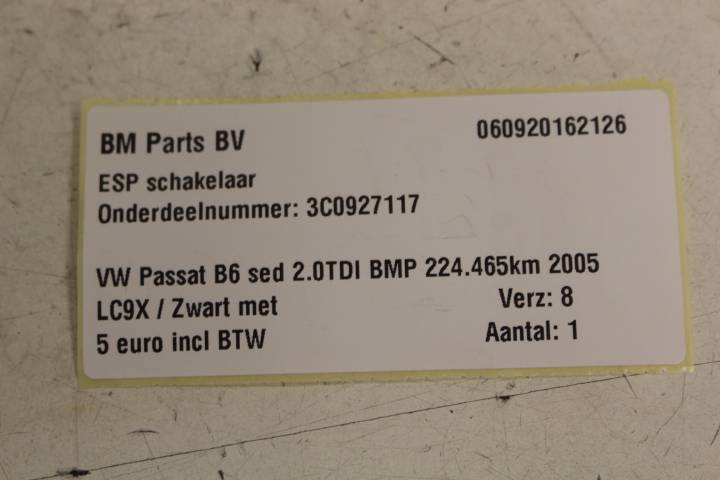 BM Parts BV 060920162126
ESP schakelaar
Onderdeelnummer: 3C0927117
VW Passat B6 sed 2.0TDI BMP 224.465km 2005
LC9X / Zwart met Verz: 8
5 euro incl BTW Aantal: 1